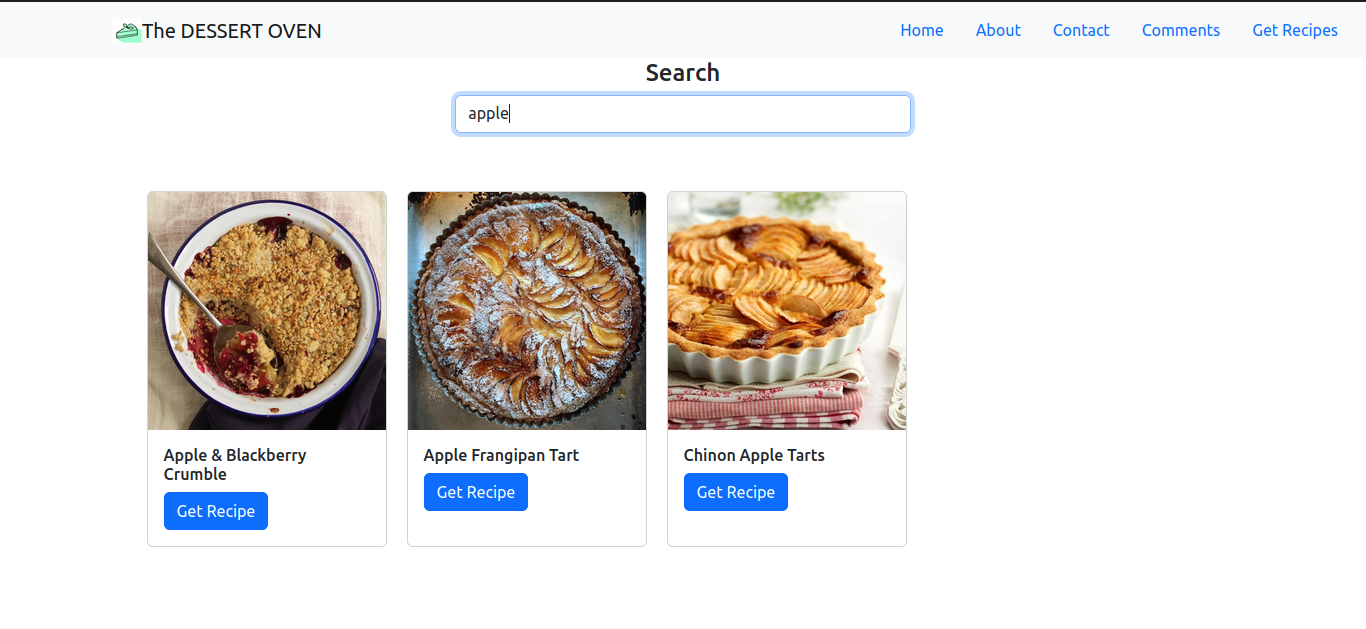 The DESSERT OVEN
Home About Contact Comments Get Recipes
Search
apple
Apple & Blackberry
Crumble
Get Recipe
Apple Frangipan Tart
Get Recipe
Chinon Apple Tarts
Get Recipe